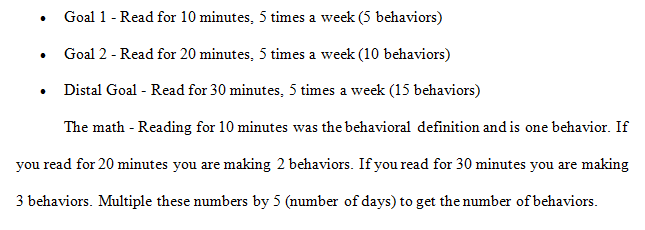 • Goal 1 - Read for 10 minutes, 5 times a week (5 behaviors)
• Goal 2 - Read for 20 minutes, 5 times a week (10 behaviors)
• Distal Goal - Read for 30 minutes, 5 times a week (15 behaviors)
The math - Reading for 10 minutes was the behavioral definition and is one behavior. If
you read for 20 minutes you are making 2 behaviors. If you read for 30 minutes you are making
3 behaviors. Multiple these numbers by 5 (number of days) to get the number of behaviors.